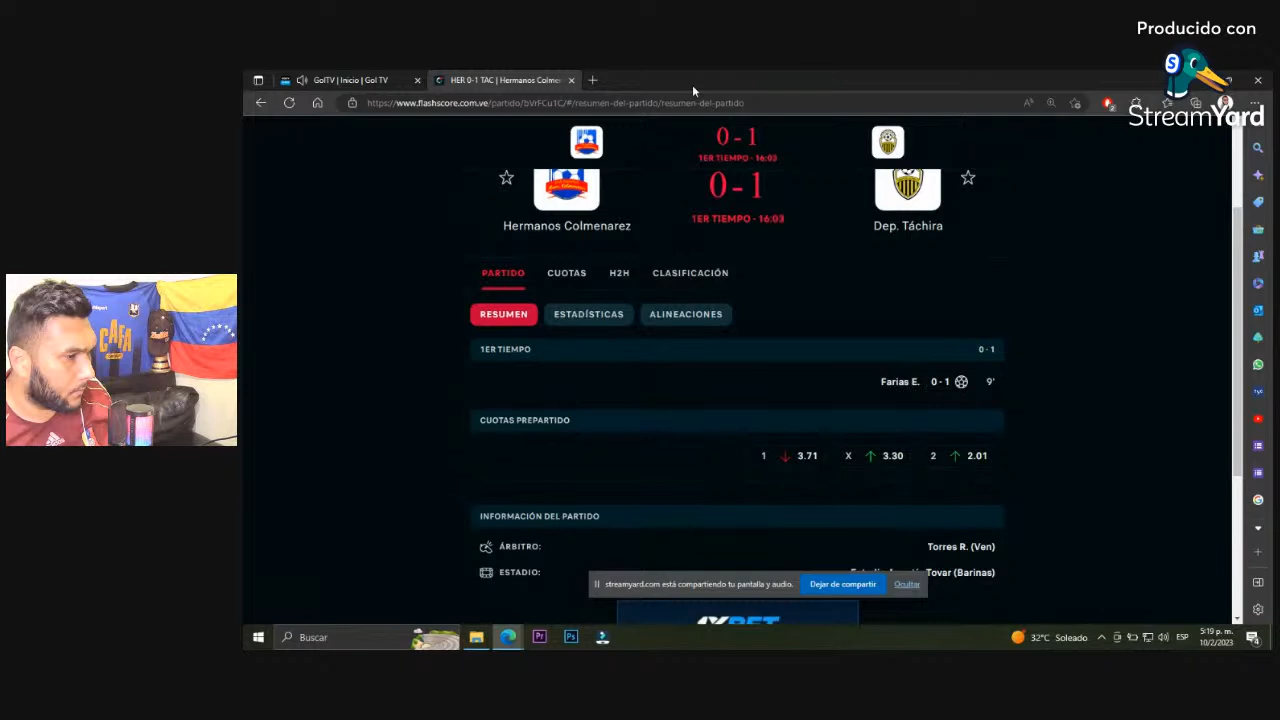 Producido con
StreamYard
GolTV | Inicio | Gol TV
HER 0-1 TAC | Hermanos Colme
https://www.flashscore.com.ve/partido/bVrFCu1C/#/resumen-del-partido/resumen-del-partido
0 - 1
1ER TIEMPO - 16:03
0 - 1
1ER TIEMPO - 16:03
Hermanos Colmenarez
Dep. Táchira
PARTIDO CUOTAS H2H CLASIFICACIÓN
RESUMEN ESTADÍSTICAS ALINEACIONES
1ER TIEMPO 0 - 1
Farías E. 0 - 1 9'
CUOTAS PREPARTIDO
1 3.71 X 3.30 2 2.01
INFORMACIÓN DEL PARTIDO
ÁRBITRO: Torres R. (Ven)
ESTADIO: Tovar (Barinas)
streamyard.com está compartiendo tu pantalla y audio. Dejar de compartir Ocultar
1XBET
Buscar
Pr
Ps
32°C Soleado
ESP
5:19 p. m.
10/2/2023
CAFA